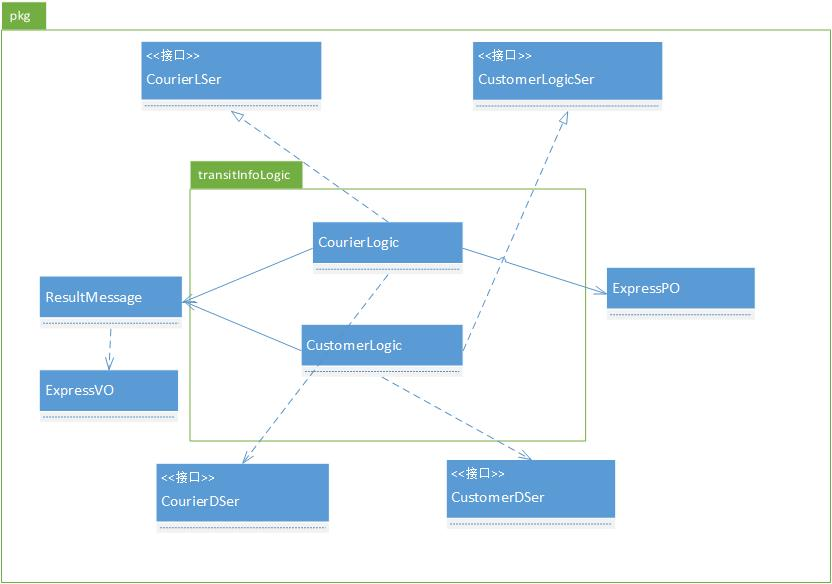 pkg
<<接口>>
CourierLSer
<<接口>>
CustomerLogicSer
transitInfoLogic
CourierLogic
ResultMessage
ExpressPO
CustomerLogic
ExpressVO
<<接口>>
CourierDSer
<<接口>>
CustomerDSer